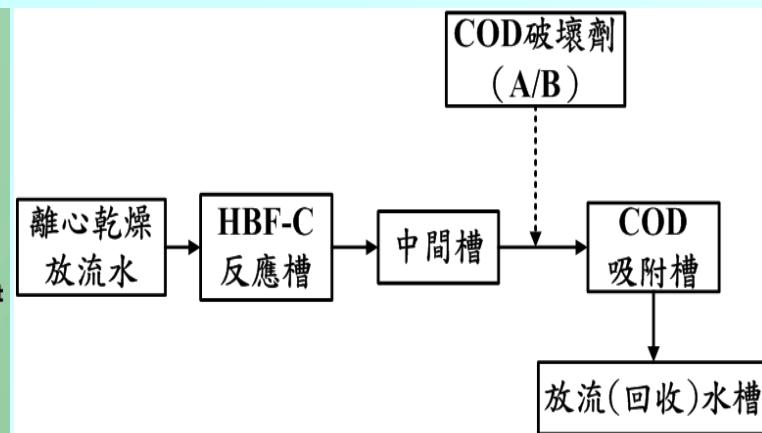 COD破壞劑
(A/B)
離心乾燥
放流水
HBF-C
反應槽
中間槽
COD
吸附槽
放流(回收)水槽